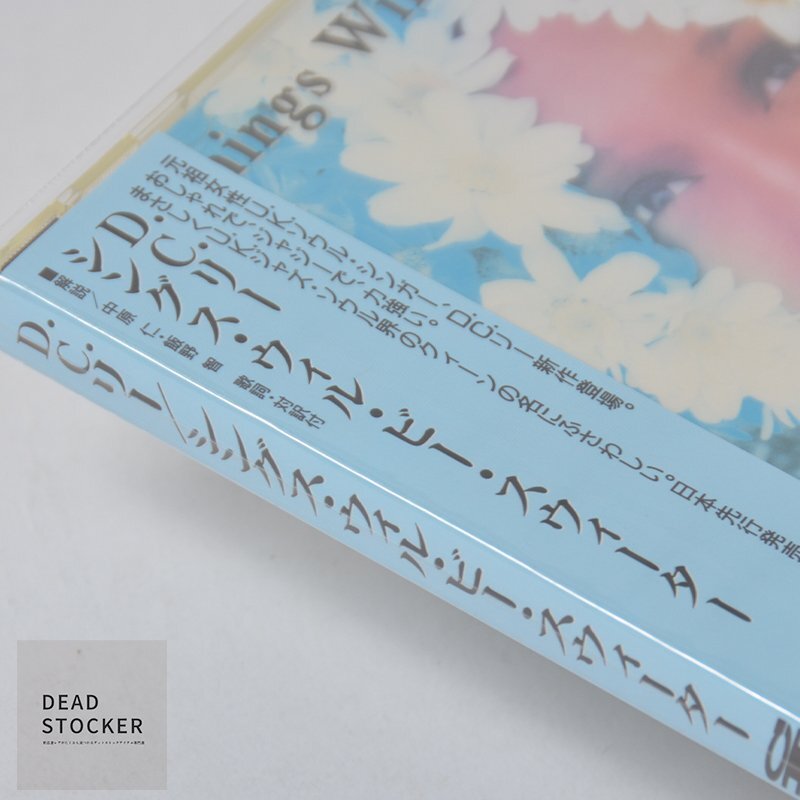 元祖女性U.K.ソウル・シンガー、D.C.リー新作登場。
おしゃれで、ジャジーで、力強い。
まさしくUKジャズ・ソウル界のクイーンの名にふさわしい。日本先行発売
D.C.リー
シングス・ウィル・ビー・スウィーター
■解説/中原 仁・飯野 智 歌詞・対訳付
D.C.リー/シングス・ウィル・ビー・スウィーター
DEAD
STOCKER